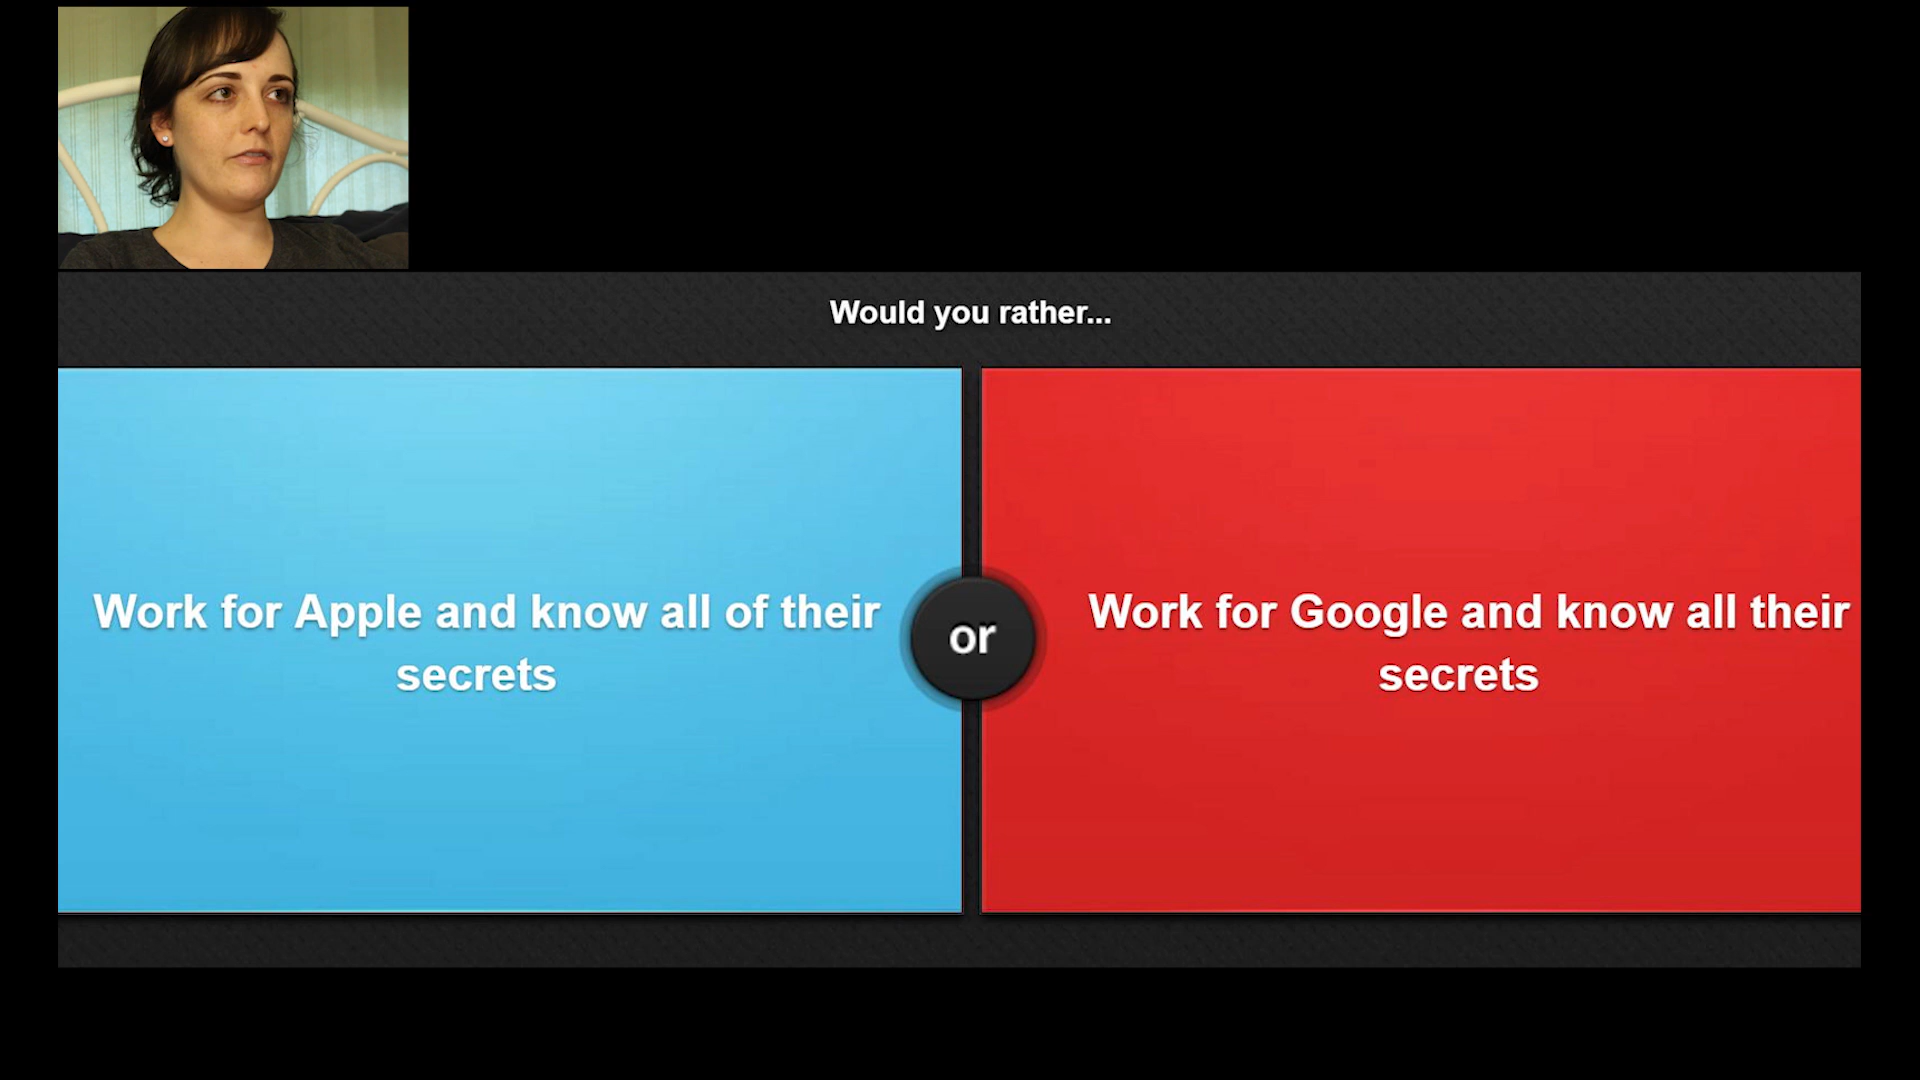 Would you rather...
Work for Apple and know all of their
secrets
or
Work for Google and know all their
secrets